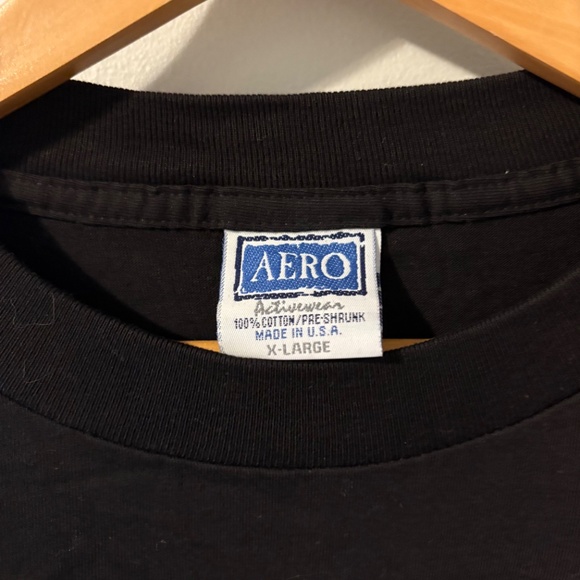 AERO
Activewear
100% COTTON/PRE-SHRUNK
MADE IN U.S.A.
X-LARGE